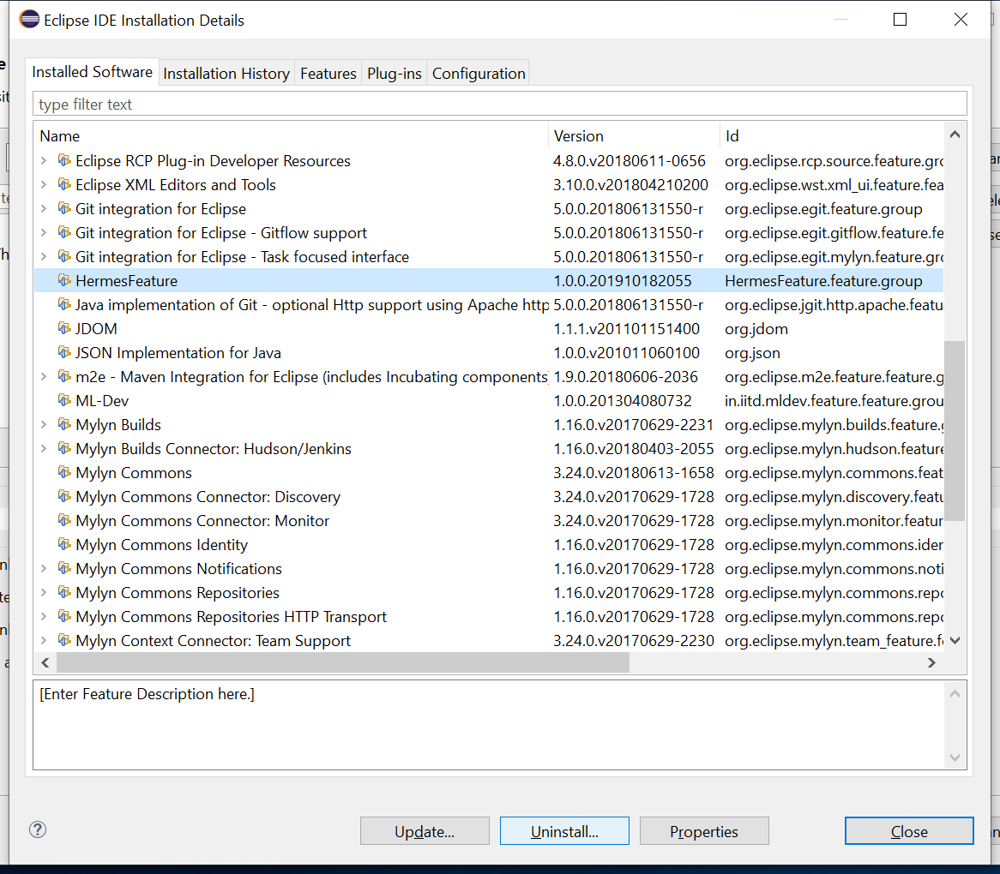 Eclipse IDE Installation Details
Installed Software Installation History Features Plug-ins Configuration
type filter text
Name Version Id
Eclipse RCP Plug-in Developer Resources 4.8.0.v20180611-0656 org.eclipse.rcp.source.feature.gro
Eclipse XML Editors and Tools 3.10.0.v201804210200 org.eclipse.wst.xml_ui.feature.fea
Git integration for Eclipse 5.0.0.201806131550-r org.eclipse.egit.feature.group
Git integration for Eclipse - Gitflow support 5.0.0.201806131550-r org.eclipse.egit.gitflow.feature.fe
Git integration for Eclipse - Task focused interface 5.0.0.201806131550-r org.eclipse.egit.mylyn.feature.gro
HermesFeature 1.0.0.201910182055 HermesFeature.feature.group
Java implementation of Git - optional Http support using Apache http 5.0.0.201806131550-r org.eclipse.jgit.http.apache.featu
JDOM 1.1.1.v201101151400 org.jdom
JSON Implementation for Java 1.0.0.v201011060100 org.json
m2e - Maven Integration for Eclipse (includes Incubating components) 1.9.0.20180606-2036 org.eclipse.m2e.feature.feature.g
ML-Dev 1.0.0.201304080732 in.iitd.mldev.feature.feature.grou
Mylyn Builds 1.16.0.v20170629-2231 org.eclipse.mylyn.builds.feature.g
Mylyn Builds Connector: Hudson/Jenkins 1.16.0.v20180403-2055 org.eclipse.mylyn.hudson.feature
Mylyn Commons 3.24.0.v20180613-1658 org.eclipse.mylyn.commons.feat
Mylyn Commons Connector: Discovery 3.24.0.v20170629-1728 org.eclipse.mylyn.discovery.featu
Mylyn Commons Connector: Monitor 3.24.0.v20170629-1728 org.eclipse.mylyn.monitor.featur
Mylyn Commons Identity 1.16.0.v20170629-1728 org.eclipse.mylyn.commons.iden
Mylyn Commons Notifications 1.16.0.v20170629-1728 org.eclipse.mylyn.commons.noti
Mylyn Commons Repositories 1.16.0.v20170629-1728 org.eclipse.mylyn.commons.repo
Mylyn Commons Repositories HTTP Transport 1.16.0.v20170629-1728 org.eclipse.mylyn.commons.repo
Mylyn Context Connector: Team Support 3.24.0.v20170629-2230 org.eclipse.mylyn.team_feature.fe
[Enter Feature Description here.]
Update... Uninstall... Properties Close